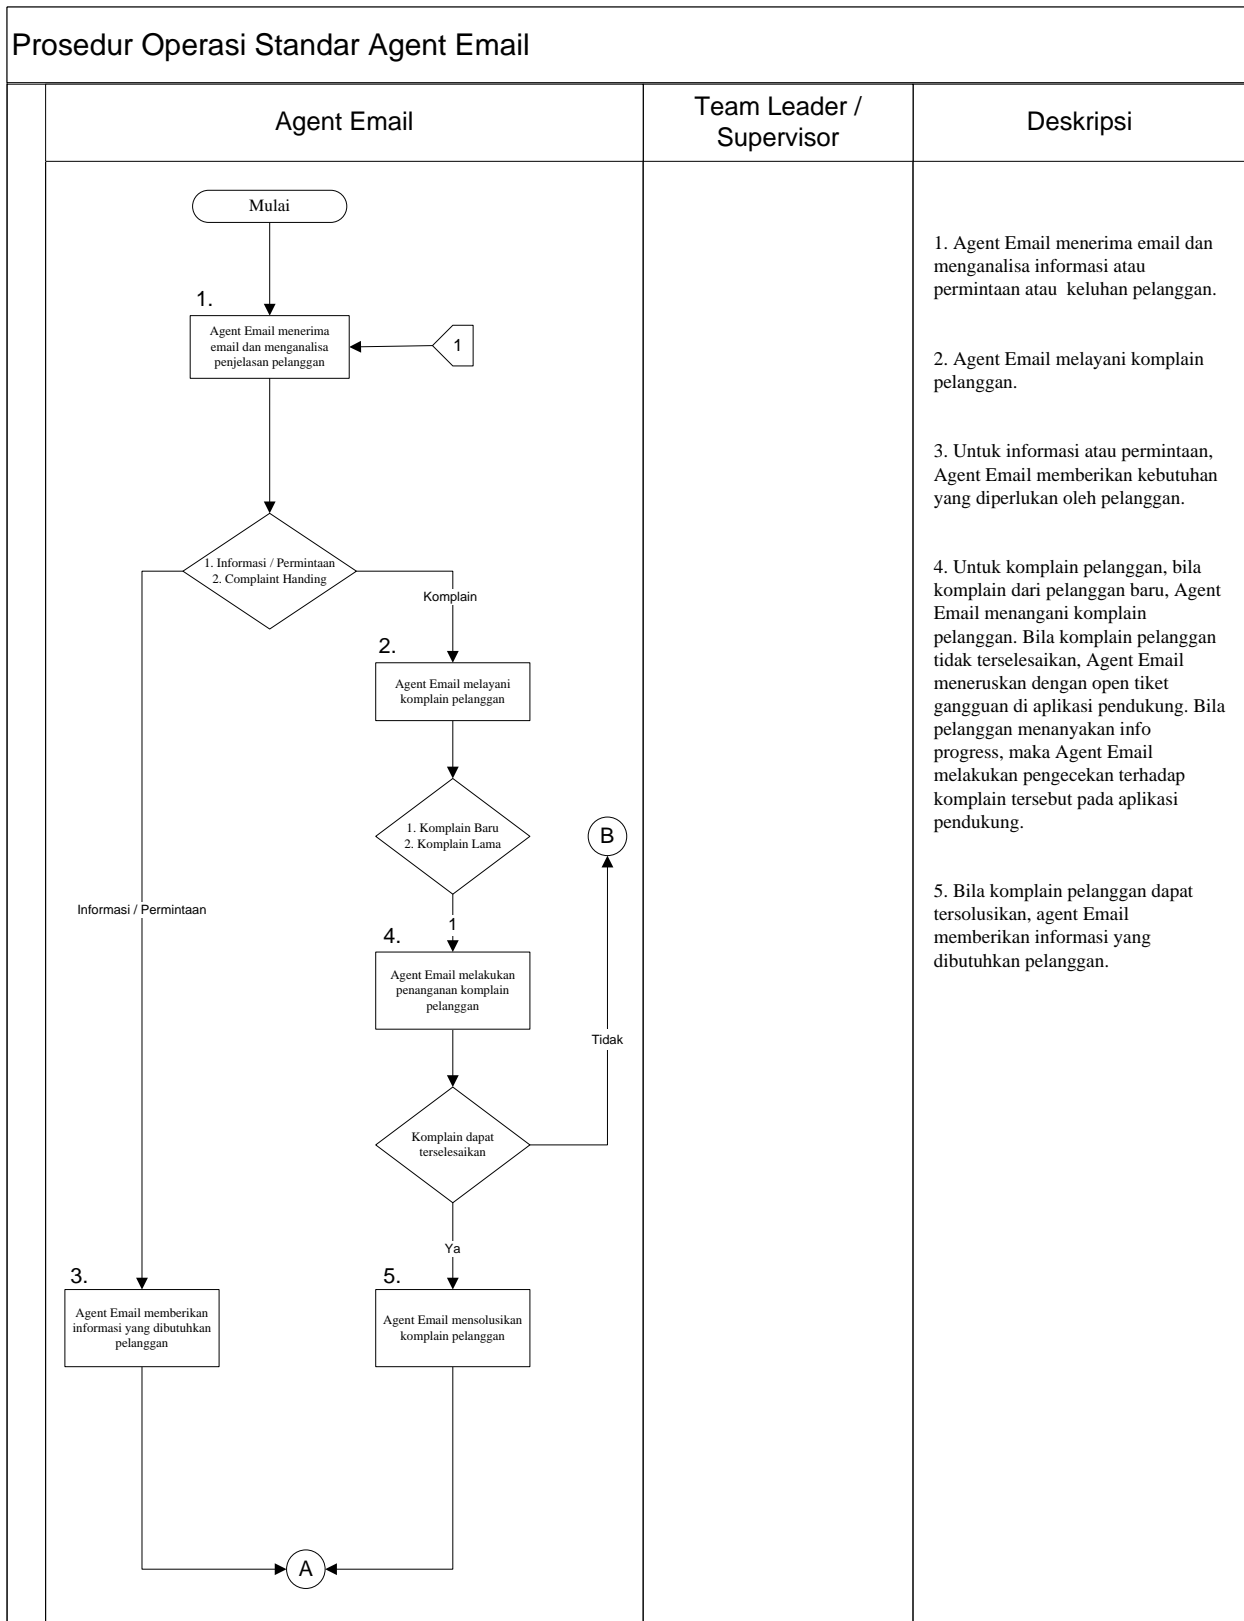 Prosedur Operasi Standar Agent Email
Agent Email
Team Leader /
Supervisor
Deskripsi
Mulai
1.
Agent Email menerima
email dan menganalisa
penjelasan pelanggan
1
1. Informasi / Permintaan
2. Complaint Handing
Komplain
2.
Agent Email melayani
komplain pelanggan
1. Komplain Baru
2. Komplain Lama
B
Informasi / Permintaan
1
4.
Agent Email melakukan
penanganan komplain
pelanggan
Tidak
Komplain dapat
terselesaikan
Ya
3.
Agent Email memberikan
informasi yang dibutuhkan
pelanggan
5.
Agent Email mensolusikan
komplain pelanggan
A
1. Agent Email menerima email dan
menganalisa informasi atau
permintaan atau  keluhan pelanggan.
2. Agent Email melayani komplain
pelanggan.
3. Untuk informasi atau permintaan,
Agent Email memberikan kebutuhan
yang diperlukan oleh pelanggan.
4. Untuk komplain pelanggan, bila
komplain dari pelanggan baru, Agent
Email menangani komplain
pelanggan. Bila komplain pelanggan
tidak terselesaikan, Agent Email
meneruskan dengan open tiket
gangguan di aplikasi pendukung. Bila
pelanggan menanyakan info
progress, maka Agent Email
melakukan pengecekan terhadap
komplain tersebut pada aplikasi
pendukung.
5. Bila komplain pelanggan dapat
tersolusikan, agent Email
memberikan informasi yang
dibutuhkan pelanggan.